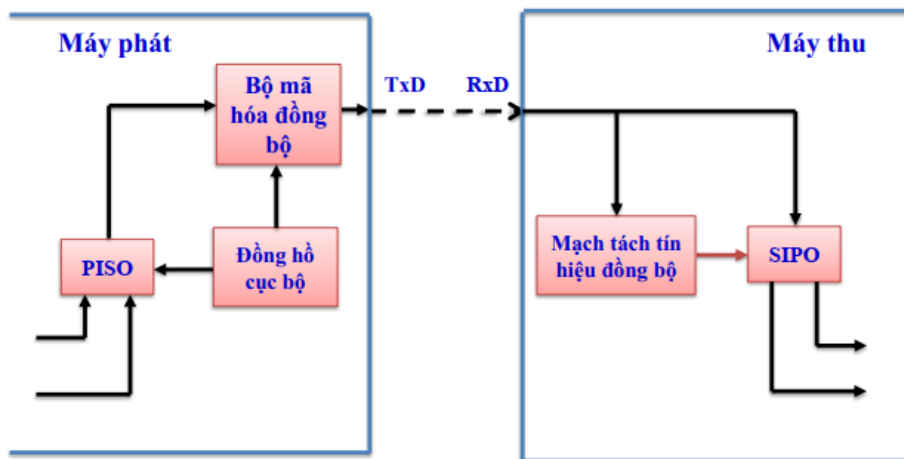 Máy phát
Bộ mã
hóa đồng
bộ
PISO
Đồng hồ
cục bộ
TxD
RxD
Máy thu
Mạch tách tín
hiệu đồng bộ
SIPO